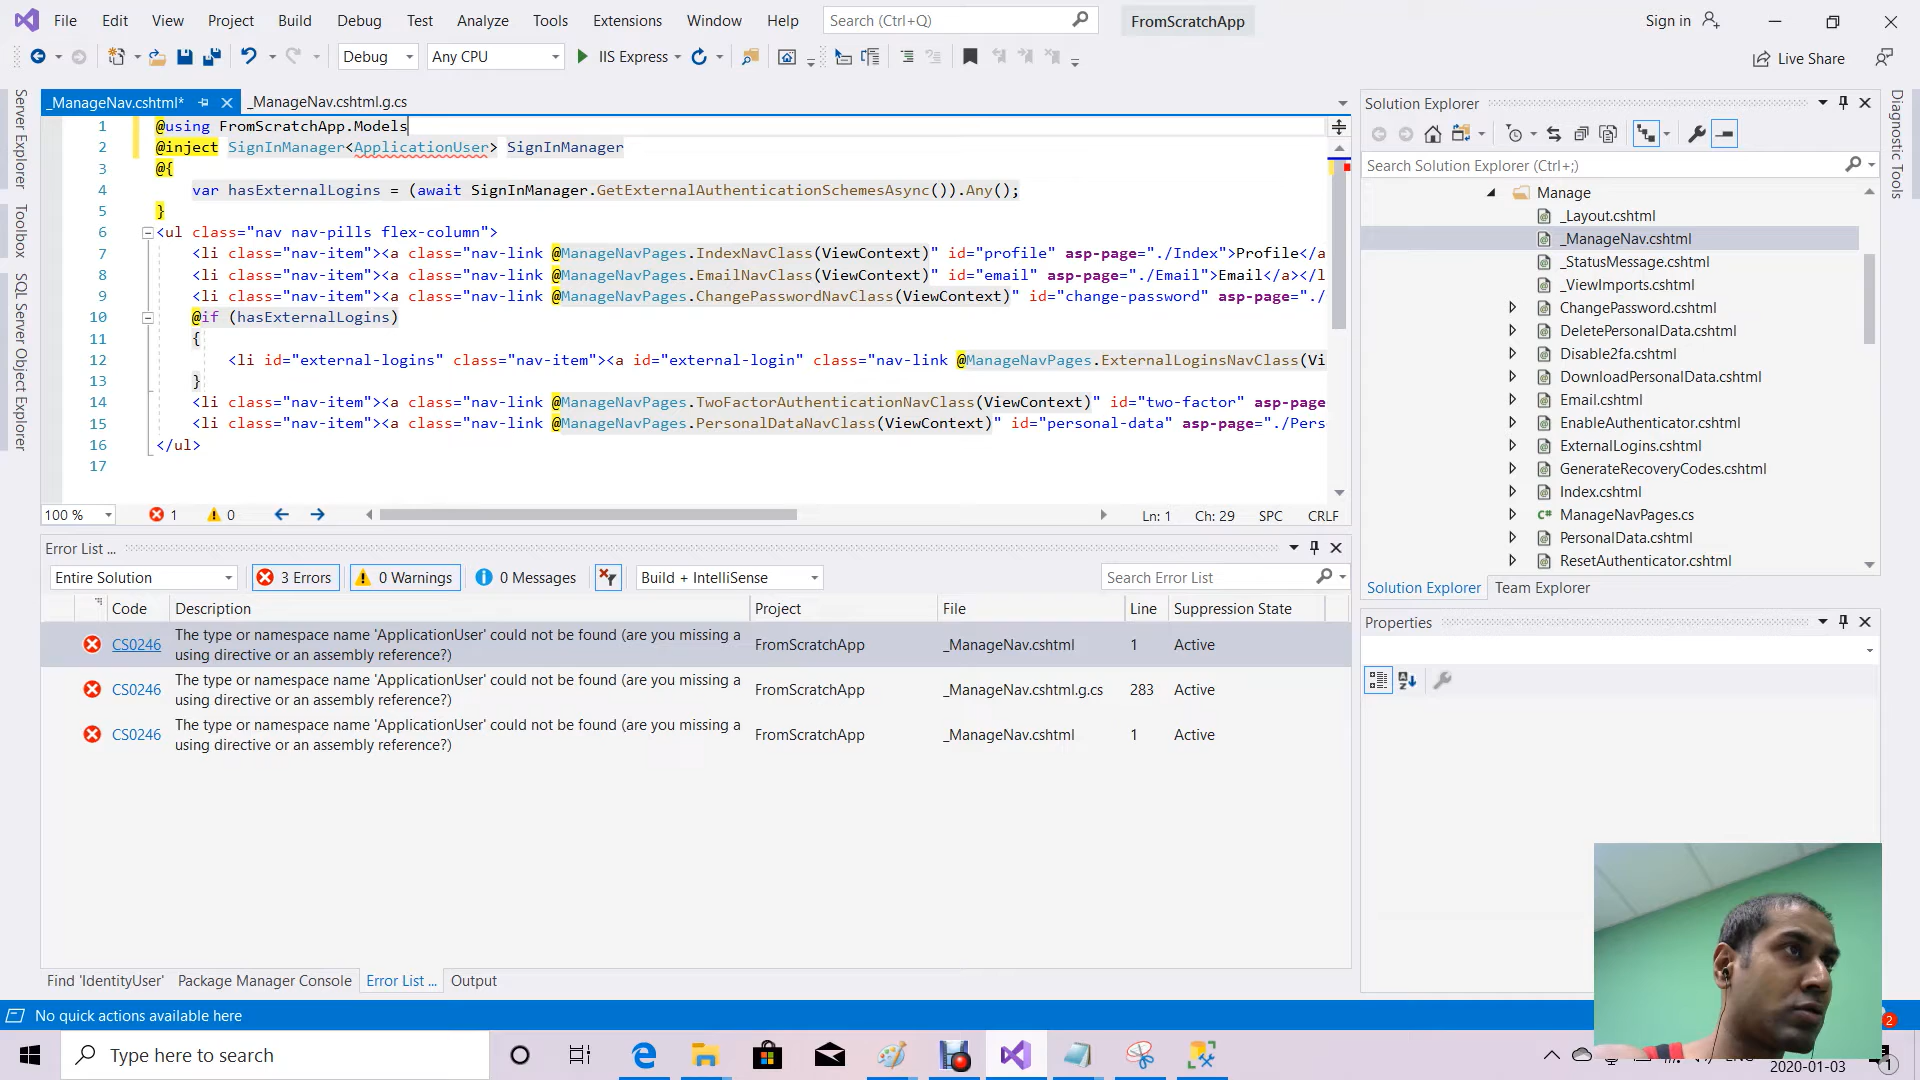 File Edit View Project Build Debug Test Analyze Tools Extensions Window Help Search (Ctrl+Q) FromScratchApp Sign in
Debug Any CPU IIS Express Live Share
_ManageNav.cshtml* _ManageNav.cshtml.g.cs
Server Explorer
Toolbox
SQL Server Object Explorer
1 @using FromScratchApp.Models
2 @inject SignInManager<ApplicationUser> SignInManager
3 @{
4 var hasExternalLogins = (await SignInManager.GetExternalAuthenticationSchemesAsync()).Any();
5 }
6 <ul class="nav nav-pills flex-column">
7 <li class="nav-item"><a class="nav-link @ManageNavPages.IndexNavClass(ViewContext)" id="profile" asp-page="./Index">Profile</a
8 <li class="nav-item"><a class="nav-link @ManageNavPages.EmailNavClass(ViewContext)" id="email" asp-page="./Email">Email</a></l
9 <li class="nav-item"><a class="nav-link @ManageNavPages.ChangePasswordNavClass(ViewContext)" id="change-password" asp-page="./
10 @if (hasExternalLogins)
11 {
12 <li id="external-logins" class="nav-item"><a id="external-login" class="nav-link @ManageNavPages.ExternalLoginsNavClass(Vi
13 }
14 <li class="nav-item"><a class="nav-link @ManageNavPages.TwoFactorAuthenticationNavClass(ViewContext)" id="two-factor" asp-page
15 <li class="nav-item"><a class="nav-link @ManageNavPages.PersonalDataNavClass(ViewContext)" id="personal-data" asp-page="./Pers
16 </ul>
17
100 % 1 0 Ln: 1 Ch: 29 SPC CRLF
Error List ...
Entire Solution 3 Errors 0 Warnings 0 Messages Build + IntelliSense Search Error List
Code Description Project File Line Suppression State
CS0246 The type or namespace name 'ApplicationUser' could not be found (are you missing a using directive or an assembly reference?) FromScratchApp _ManageNav.cshtml 1 Active
CS0246 The type or namespace name 'ApplicationUser' could not be found (are you missing a using directive or an assembly reference?) FromScratchApp _ManageNav.cshtml.g.cs 283 Active
CS0246 The type or namespace name 'ApplicationUser' could not be found (are you missing a using directive or an assembly reference?) FromScratchApp _ManageNav.cshtml 1 Active
Find 'IdentityUser' Package Manager Console Error List ... Output
Solution Explorer
Search Solution Explorer (Ctrl+;)
Manage
_Layout.cshtml
_ManageNav.cshtml
_StatusMessage.cshtml
_ViewImports.cshtml
ChangePassword.cshtml
DeletePersonalData.cshtml
Disable2fa.cshtml
DownloadPersonalData.cshtml
Email.cshtml
EnableAuthenticator.cshtml
ExternalLogins.cshtml
GenerateRecoveryCodes.cshtml
Index.cshtml
C# ManageNavPages.cs
PersonalData.cshtml
ResetAuthenticator.cshtml
Solution Explorer Team Explorer
Properties
Diagnostic Tools
No quick actions available here
2
Type here to search
2020-01-03
1